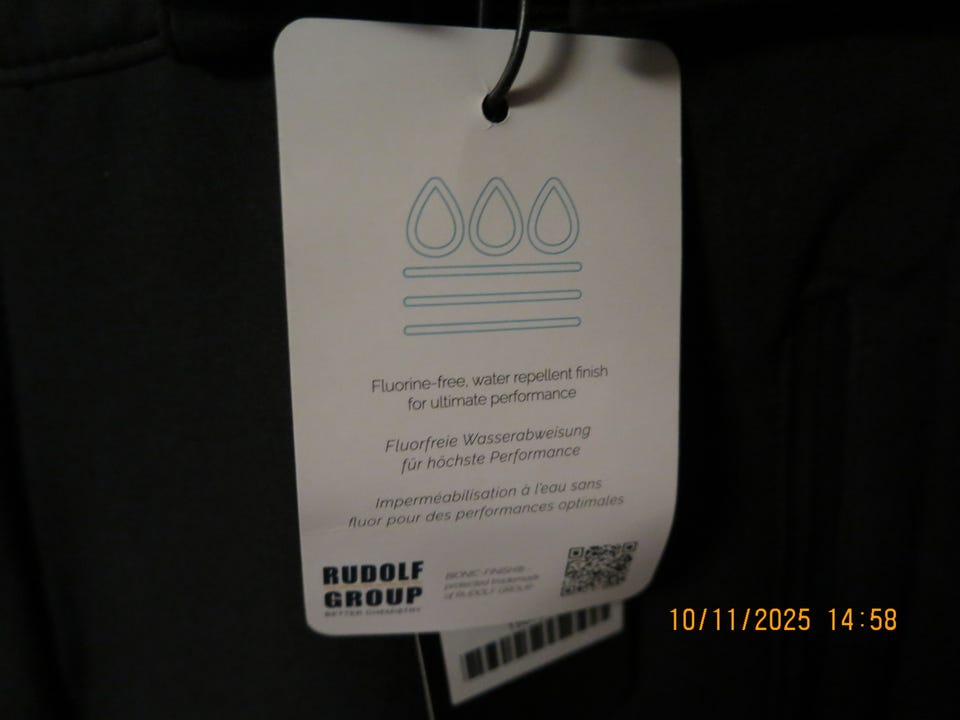 Fluorine-free, water repellent finish
for ultimate performance
Fluorfreie Wasserabweisung
für höchste Performance
Imperméabilisation à l'eau sans
fluor pour des performances optimales
RUDOLF
GROUP
BETTER CHEMISTRY
BIONIC-FINISH®
protected trademark
of RUDOLF GROUP
10/11/2025 14:58